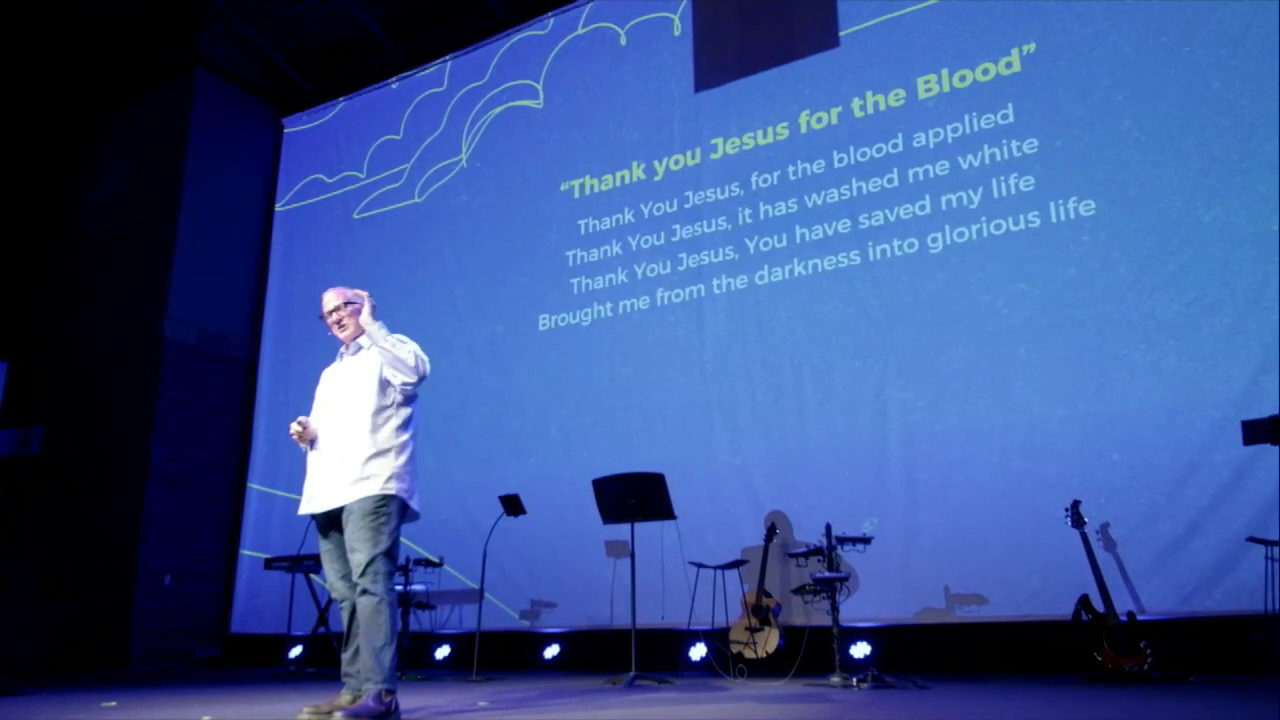 “Thank you Jesus for the Blood”
Thank You Jesus, for the blood applied
Thank You Jesus, it has washed me white
Thank You Jesus, You have saved my life
Brought me from the darkness into glorious life